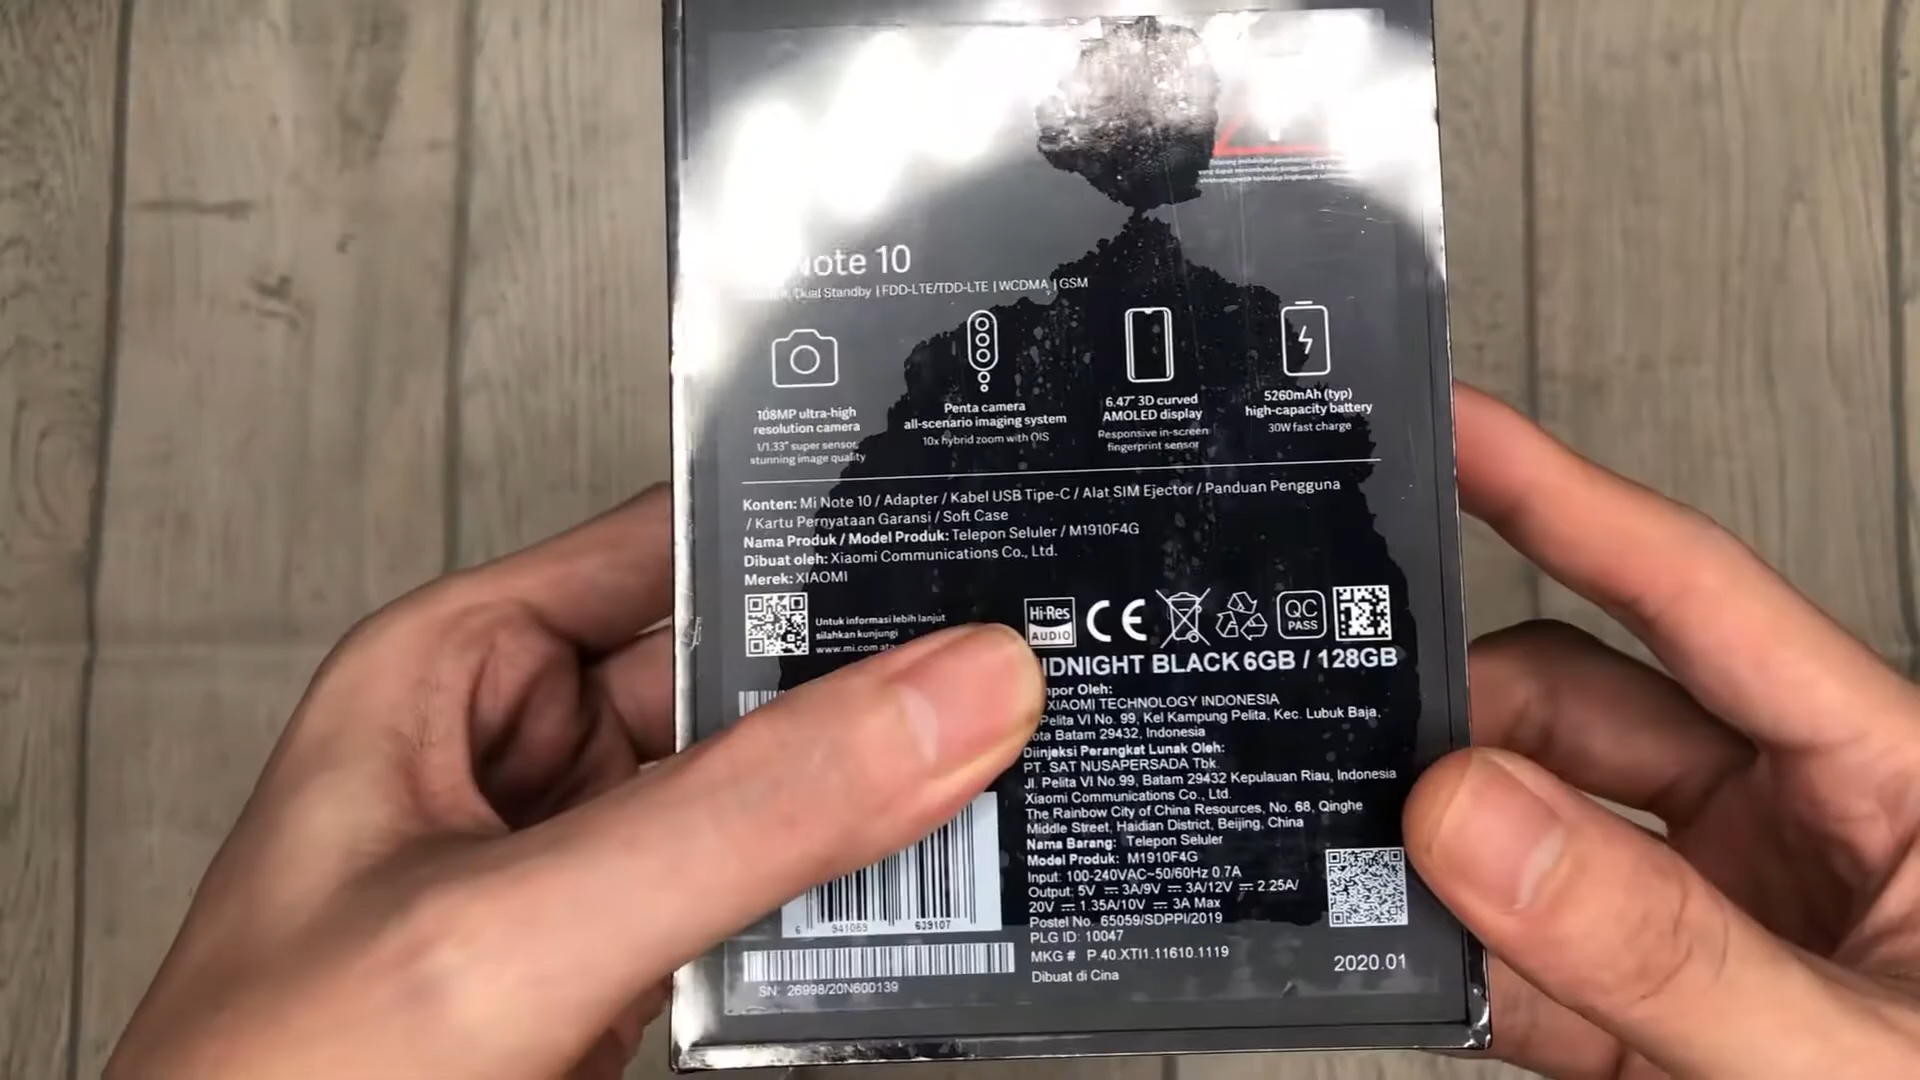 Note 10
Dual Standby | FDD-LTE/TDD-LTE | WCDMA | GSM
108MP ultra-high
resolution camera
1/1.33" super sensor,
stunning image quality
Penta camera
all-scenario imaging system
10x hybrid zoom with OIS
6.47" 3D curved
AMOLED display
Responsive in-screen
fingerprint sensor
5260mAh (typ)
high-capacity battery
30W fast charge
Konten: Mi Note 10 / Adapter / Kabel USB Tipe-C / Alat SIM Ejector / Panduan Pengguna
/ Kartu Pernyataan Garansi / Soft Case
Nama Produk / Model Produk: Telepon Seluler / M1910F4G
Dibuat oleh: Xiaomi Communications Co., Ltd.
Merek: XIAOMI
Untuk informasi lebih lanjut
silahkan kunjungi
www.mi.com
Hi-Res
AUDIO
CE
QC
PASS
IDNIGHT BLACK 6GB / 128GB
mpor Oleh:
XIAOMI TECHNOLOGY INDONESIA
Pelita VI No. 99, Kel Kampung Pelita, Kec. Lubuk Baja,
ota Batam 29432, Indonesia
Diinjeksi Perangkat Lunak Oleh:
PT. SAT NUSAPERSADA Tbk.
Jl. Pelita VI No.99, Batam 29432 Kepulauan Riau, Indonesia
Xiaomi Communications Co., Ltd.
The Rainbow City of China Resources, No. 68, Qinghe
Middle Street, Haidian District, Beijing, China
Nama Barang: Telepon Seluler
Model Produk: M1910F4G
Input: 100-240VAC~50/60Hz 0.7A
Output: 5V ⎓ 3A/9V ⎓ 3A/12V ⎓ 2.25A/
20V ⎓ 1.35A/10V ⎓ 3A Max
Postel No. 65059/SDPPI/2019
PLG ID: 10047
MKG # P.40.XTI1.11610.1119
Dibuat di Cina
2020.01
6 941059 639107
SN: 26998/20N600139